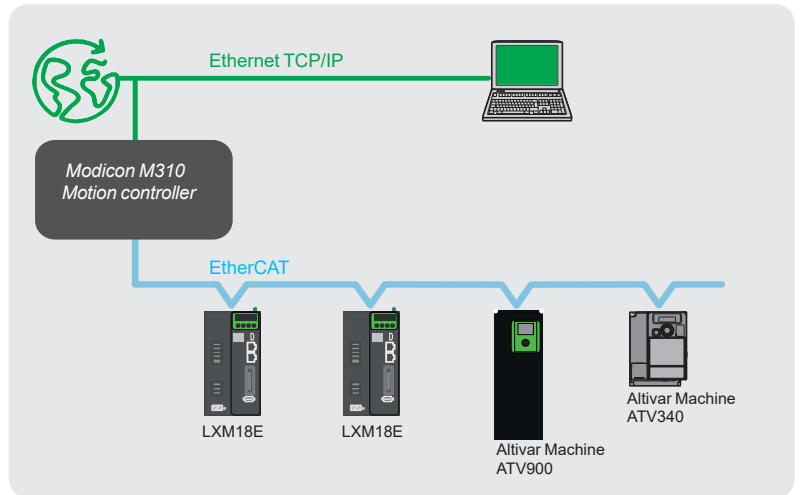 Ethernet TCP/IP
Modicon M310
Motion controller
EtherCAT
LXM18E
LXM18E
Altivar Machine
ATV900
Altivar Machine
ATV340